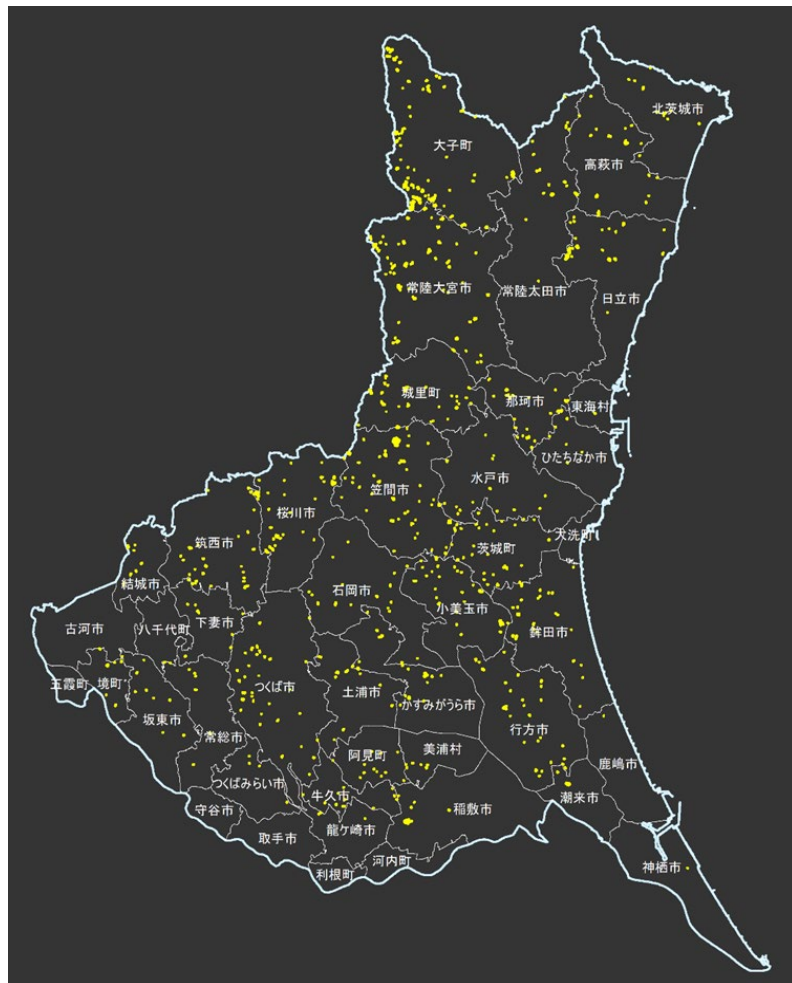 北茨城市
大子町
高萩市
常陸大宮市
常陸太田市
日立市
城里町
那珂市
東海村
ひたちなか市
水戸市
笠間市
桜川市
大洗町
筑西市
茨城町
結城市
石岡市
小美玉市
下妻市
古河市
八千代町
鉾田市
五霞町
境町
つくば市
土浦市
かすみがうら市
坂東市
行方市
常総市
美浦村
阿見町
鹿嶋市
つくばみらい市
牛久市
潮来市
守谷市
稲敷市
龍ケ崎市
取手市
河内町
利根町
神栖市